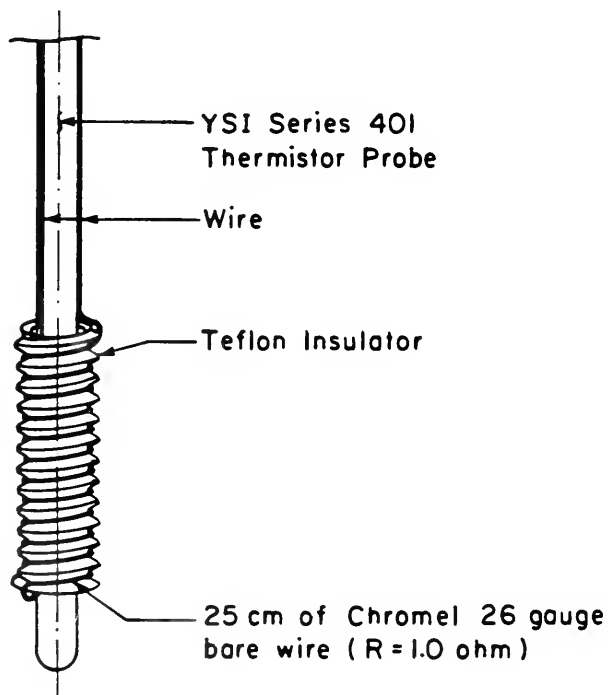 YSI Series 401
Thermistor Probe
Wire
Teflon Insulator
25 cm of Chromel 26 gauge
bare wire (R = 1.0 ohm)